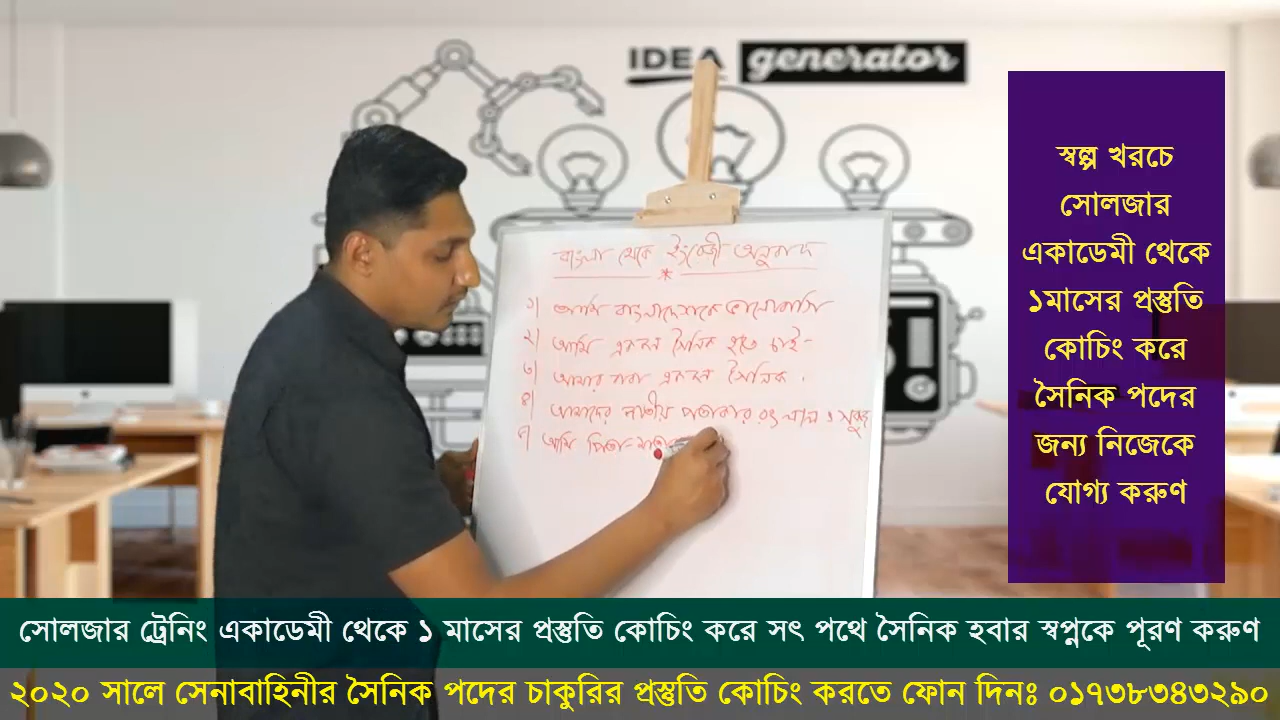 IDEA generator
বাংলা থেকে ইংরেজী অনুবাদ
১| আমি বাংলাদেশকে ভালোবাসি
২| আমি একজন সৈনিক হতে চাই-
৩| আমার বাবা একজন সৈনিক .
৪| আমাদের জাতীয় পতাকার রং লাল ও সবুজ
৫| আমি পিতা-মাতা
স্বল্প খরচে
সোলজার
একাডেমী থেকে
১মাসের প্রস্তুতি
কোচিং করে
সৈনিক পদের
জন্য নিজেকে
যোগ্য করুণ
সোলজার ট্রেনিং একাডেমী থেকে ১ মাসের প্রস্তুতি কোচিং করে সৎ পথে সৈনিক হবার স্বপ্নকে পূরণ করুণ
২০২০ সালে সেনাবাহিনীর সৈনিক পদের চাকুরির প্রস্তুতি কোচিং করতে ফোন দিনঃ ০১৭৩৮৩৪৩২৯০